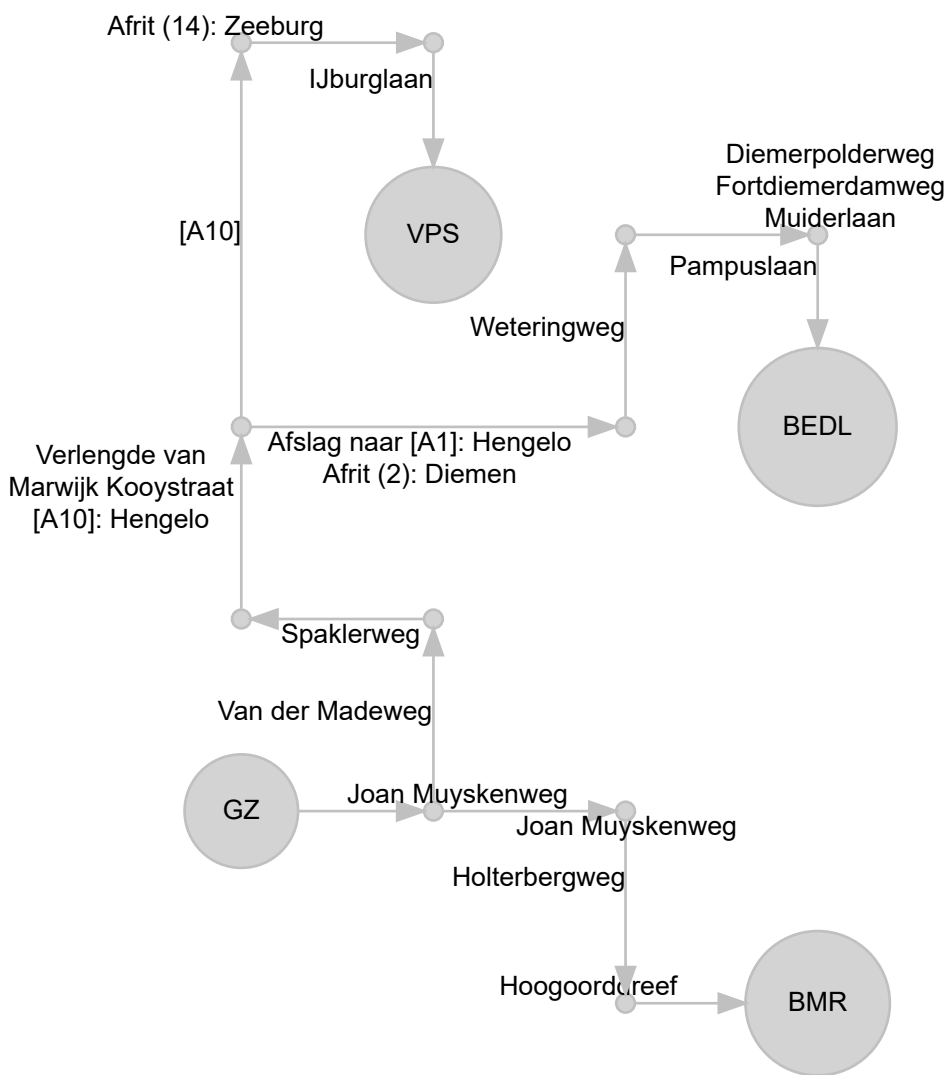 Afrit (14): Zeeburg
IJburglaan
Diemerpolderweg
Fortdiemerdamweg
Muiderlaan
[A10]
VPS
Pampuslaan
Weteringweg
Afslag naar [A1]: Hengelo
Afrit (2): Diemen
BEDL
Verlengde van
Marwijk Kooystraat
[A10]: Hengelo
Spaklerweg
Van der Madeweg
GZ
Joan Muyskenweg
Joan Muyskenweg
Holterbergweg
Hoogoorddreef
BMR